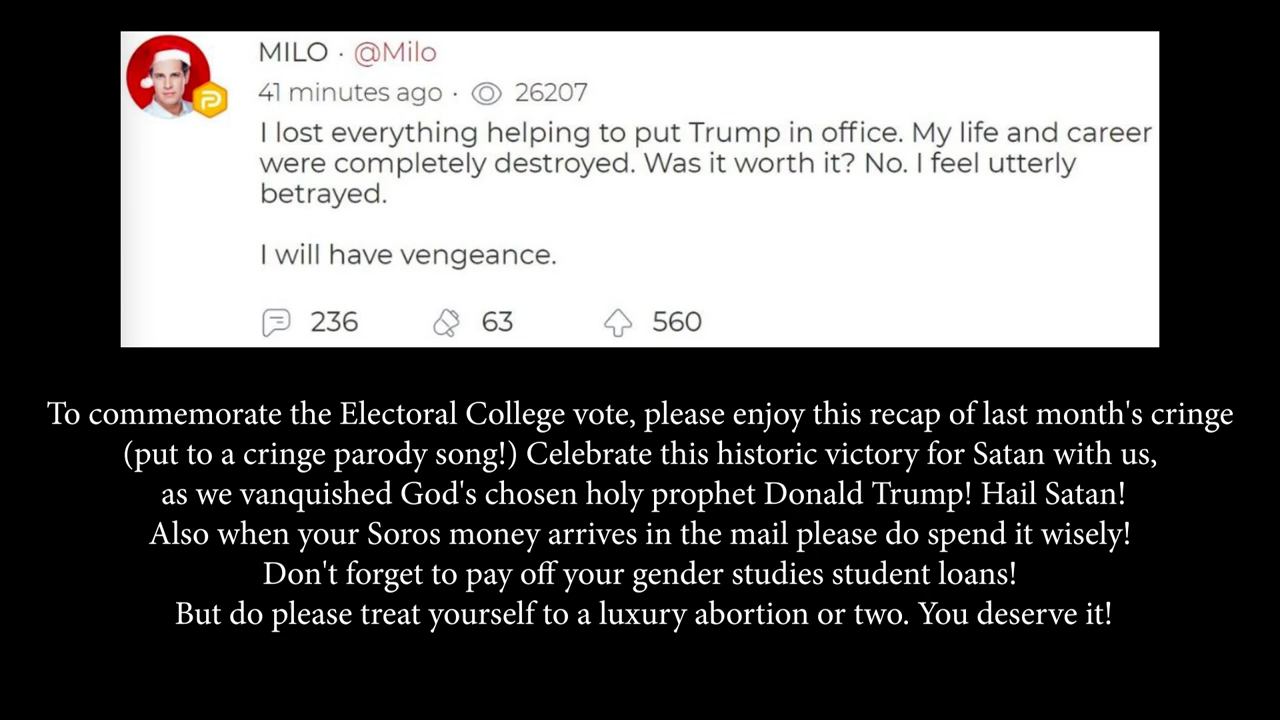 MILO · @Milo
41 minutes ago · 26207
I lost everything helping to put Trump in office. My life and career
were completely destroyed. Was it worth it? No. I feel utterly
betrayed.
I will have vengeance.
236 63 560
To commemorate the Electoral College vote, please enjoy this recap of last month's cringe
(put to a cringe parody song!) Celebrate this historic victory for Satan with us,
as we vanquished God's chosen holy prophet Donald Trump! Hail Satan!
Also when your Soros money arrives in the mail please do spend it wisely!
Don't forget to pay off your gender studies student loans!
But do please treat yourself to a luxury abortion or two. You deserve it!